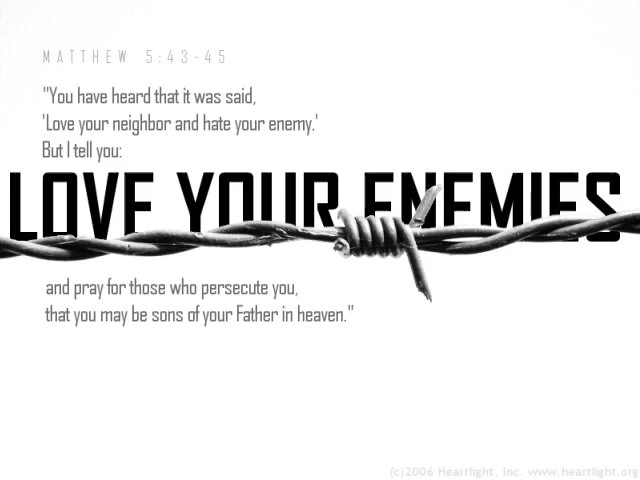 MATTHEW 5:43-45
"You have heard that it was said,
'Love your neighbor and hate your enemy.'
But I tell you:
LOVE YOUR ENEMIES
and pray for those who persecute you,
that you may be sons of your Father in heaven."
(c)2006 Heartlight, Inc. www.heartlight.org